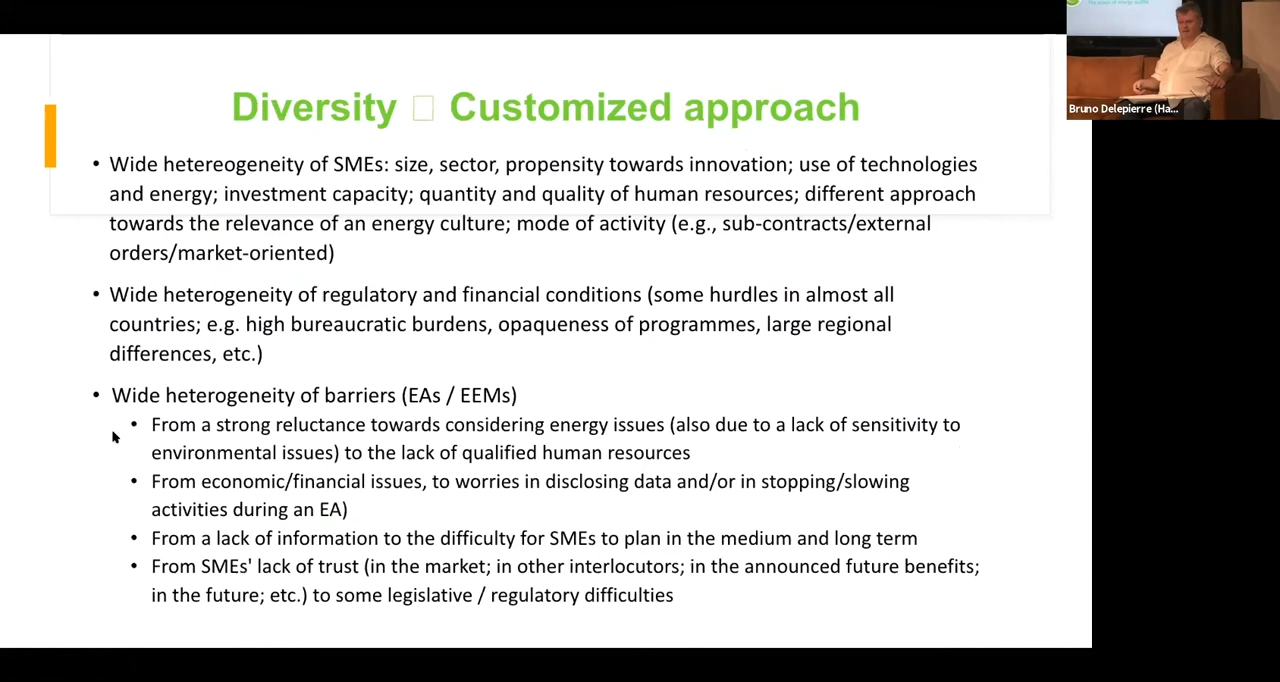 Diversity □ Customized approach
• Wide hetereogeneity of SMEs: size, sector, propensity towards innovation; use of technologies
and energy; investment capacity; quantity and quality of human resources; different approach
towards the relevance of an energy culture; mode of activity (e.g., sub-contracts/external
orders/market-oriented)
• Wide heterogeneity of regulatory and financial conditions (some hurdles in almost all
countries; e.g. high bureaucratic burdens, opaqueness of programmes, large regional
differences, etc.)
• Wide heterogeneity of barriers (EAs / EEMs)
• From a strong reluctance towards considering energy issues (also due to a lack of sensitivity to
environmental issues) to the lack of qualified human resources
• From economic/financial issues, to worries in disclosing data and/or in stopping/slowing
activities during an EA)
• From a lack of information to the difficulty for SMEs to plan in the medium and long term
• From SMEs' lack of trust (in the market; in other interlocutors; in the announced future benefits;
in the future; etc.) to some legislative / regulatory difficulties
Bruno Delepierre (Ha...